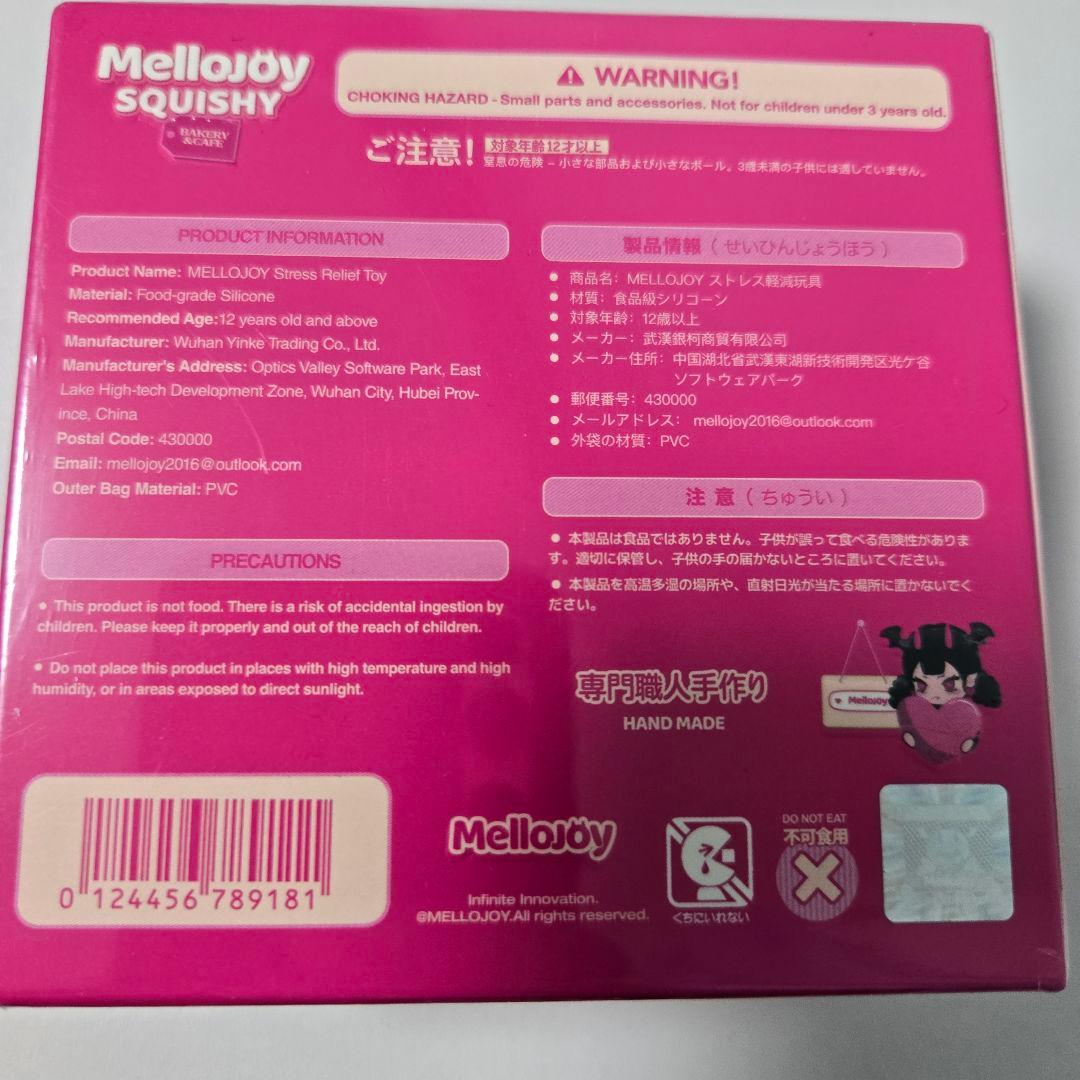 MellOJOY
SQUISHY
BAKERY
&CAFE
⚠ WARNING!
CHOKING HAZARD - Small parts and accessories. Not for children under 3 years old.
ご注意! 対象年齢12才以上
窒息の危険 – 小さな部品および小さなボール。3歳未満の子供には適していません。
PRODUCT INFORMATION
Product Name: MELLOJOY Stress Relief Toy
Material: Food-grade Silicone
Recommended Age:12 years old and above
Manufacturer: Wuhan Yinke Trading Co., Ltd.
Manufacturer's Address: Optics Valley Software Park, East
Lake High-tech Development Zone, Wuhan City, Hubei Prov-
ince, China
Postal Code: 430000
Email: mellojoy2016@outlook.com
Outer Bag Material: PVC
PRECAUTIONS
• This product is not food. There is a risk of accidental ingestion by
children. Please keep it properly and out of the reach of children.
• Do not place this product in places with high temperature and high
humidity, or in areas exposed to direct sunlight.
製品情報(せいひんじょうほう)
● 商品名: MELLOJOY ストレス軽減玩具
● 材質: 食品級シリコーン
● 対象年齢: 12歳以上
● メーカー: 武漢銀柯商貿有限公司
● メーカー住所: 中国湖北省武漢東湖新技術開発区光ケ谷
ソフトウェアパーク
● 郵便番号: 430000
● メールアドレス: mellojoy2016@outlook.com
● 外袋の材質: PVC
注 意(ちゅうい)
● 本製品は食品ではありません。子供が誤って食べる危険性がありま
す。適切に保管し、子供の手の届かないところに置いてください。
● 本製品を高温多湿の場所や、直射日光が当たる場所に置かないでく
ださい。
専門職人手作り
HAND MADE
MellOJOY
0 124456 789181
MellOJOY
Infinite Innovation.
@MELLOJOY.All rights reserved.
くちにいれない
DO NOT EAT
不可食用